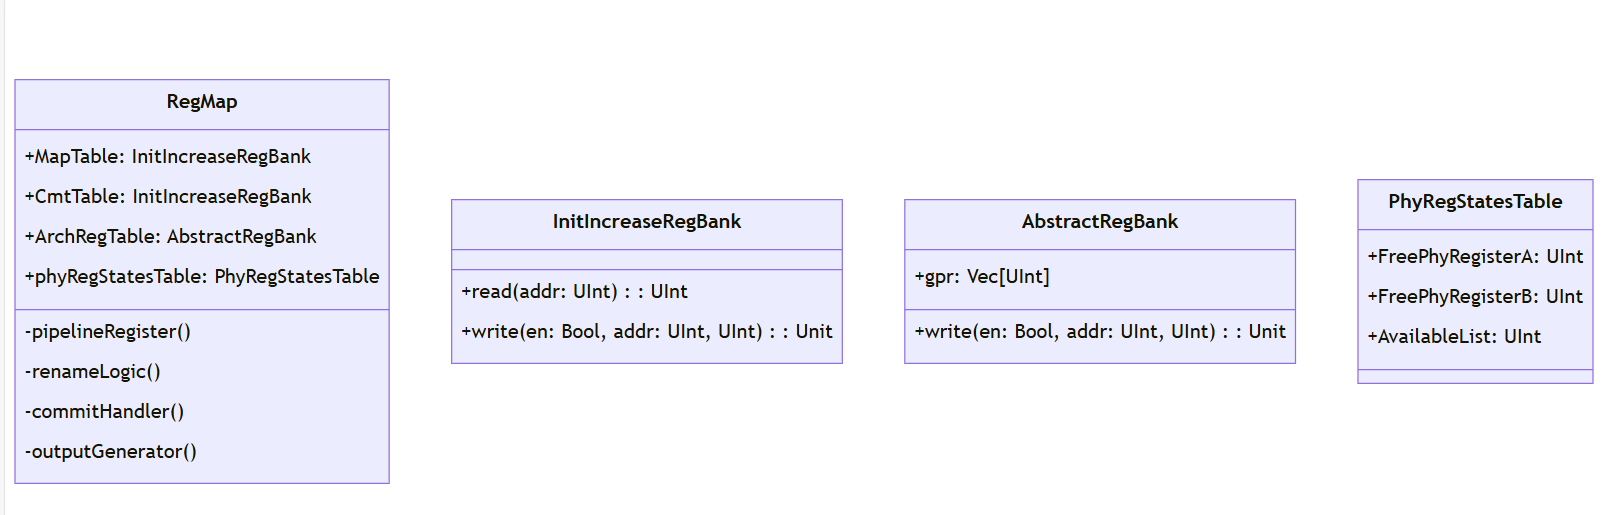 RegMap
+MapTable: InitIncreaseRegBank
+CmtTable: InitIncreaseRegBank
+ArchRegTable: AbstractRegBank
+phyRegStatesTable: PhyRegStatesTable
-pipelineRegister()
-renameLogic()
-commitHandler()
-outputGenerator()
InitIncreaseRegBank
+read(addr: UInt) : : UInt
+write(en: Bool, addr: UInt, UInt) : : Unit
AbstractRegBank
+gpr: Vec[UInt]
+write(en: Bool, addr: UInt, UInt) : : Unit
PhyRegStatesTable
+FreePhyRegisterA: UInt
+FreePhyRegisterB: UInt
+AvailableList: UInt